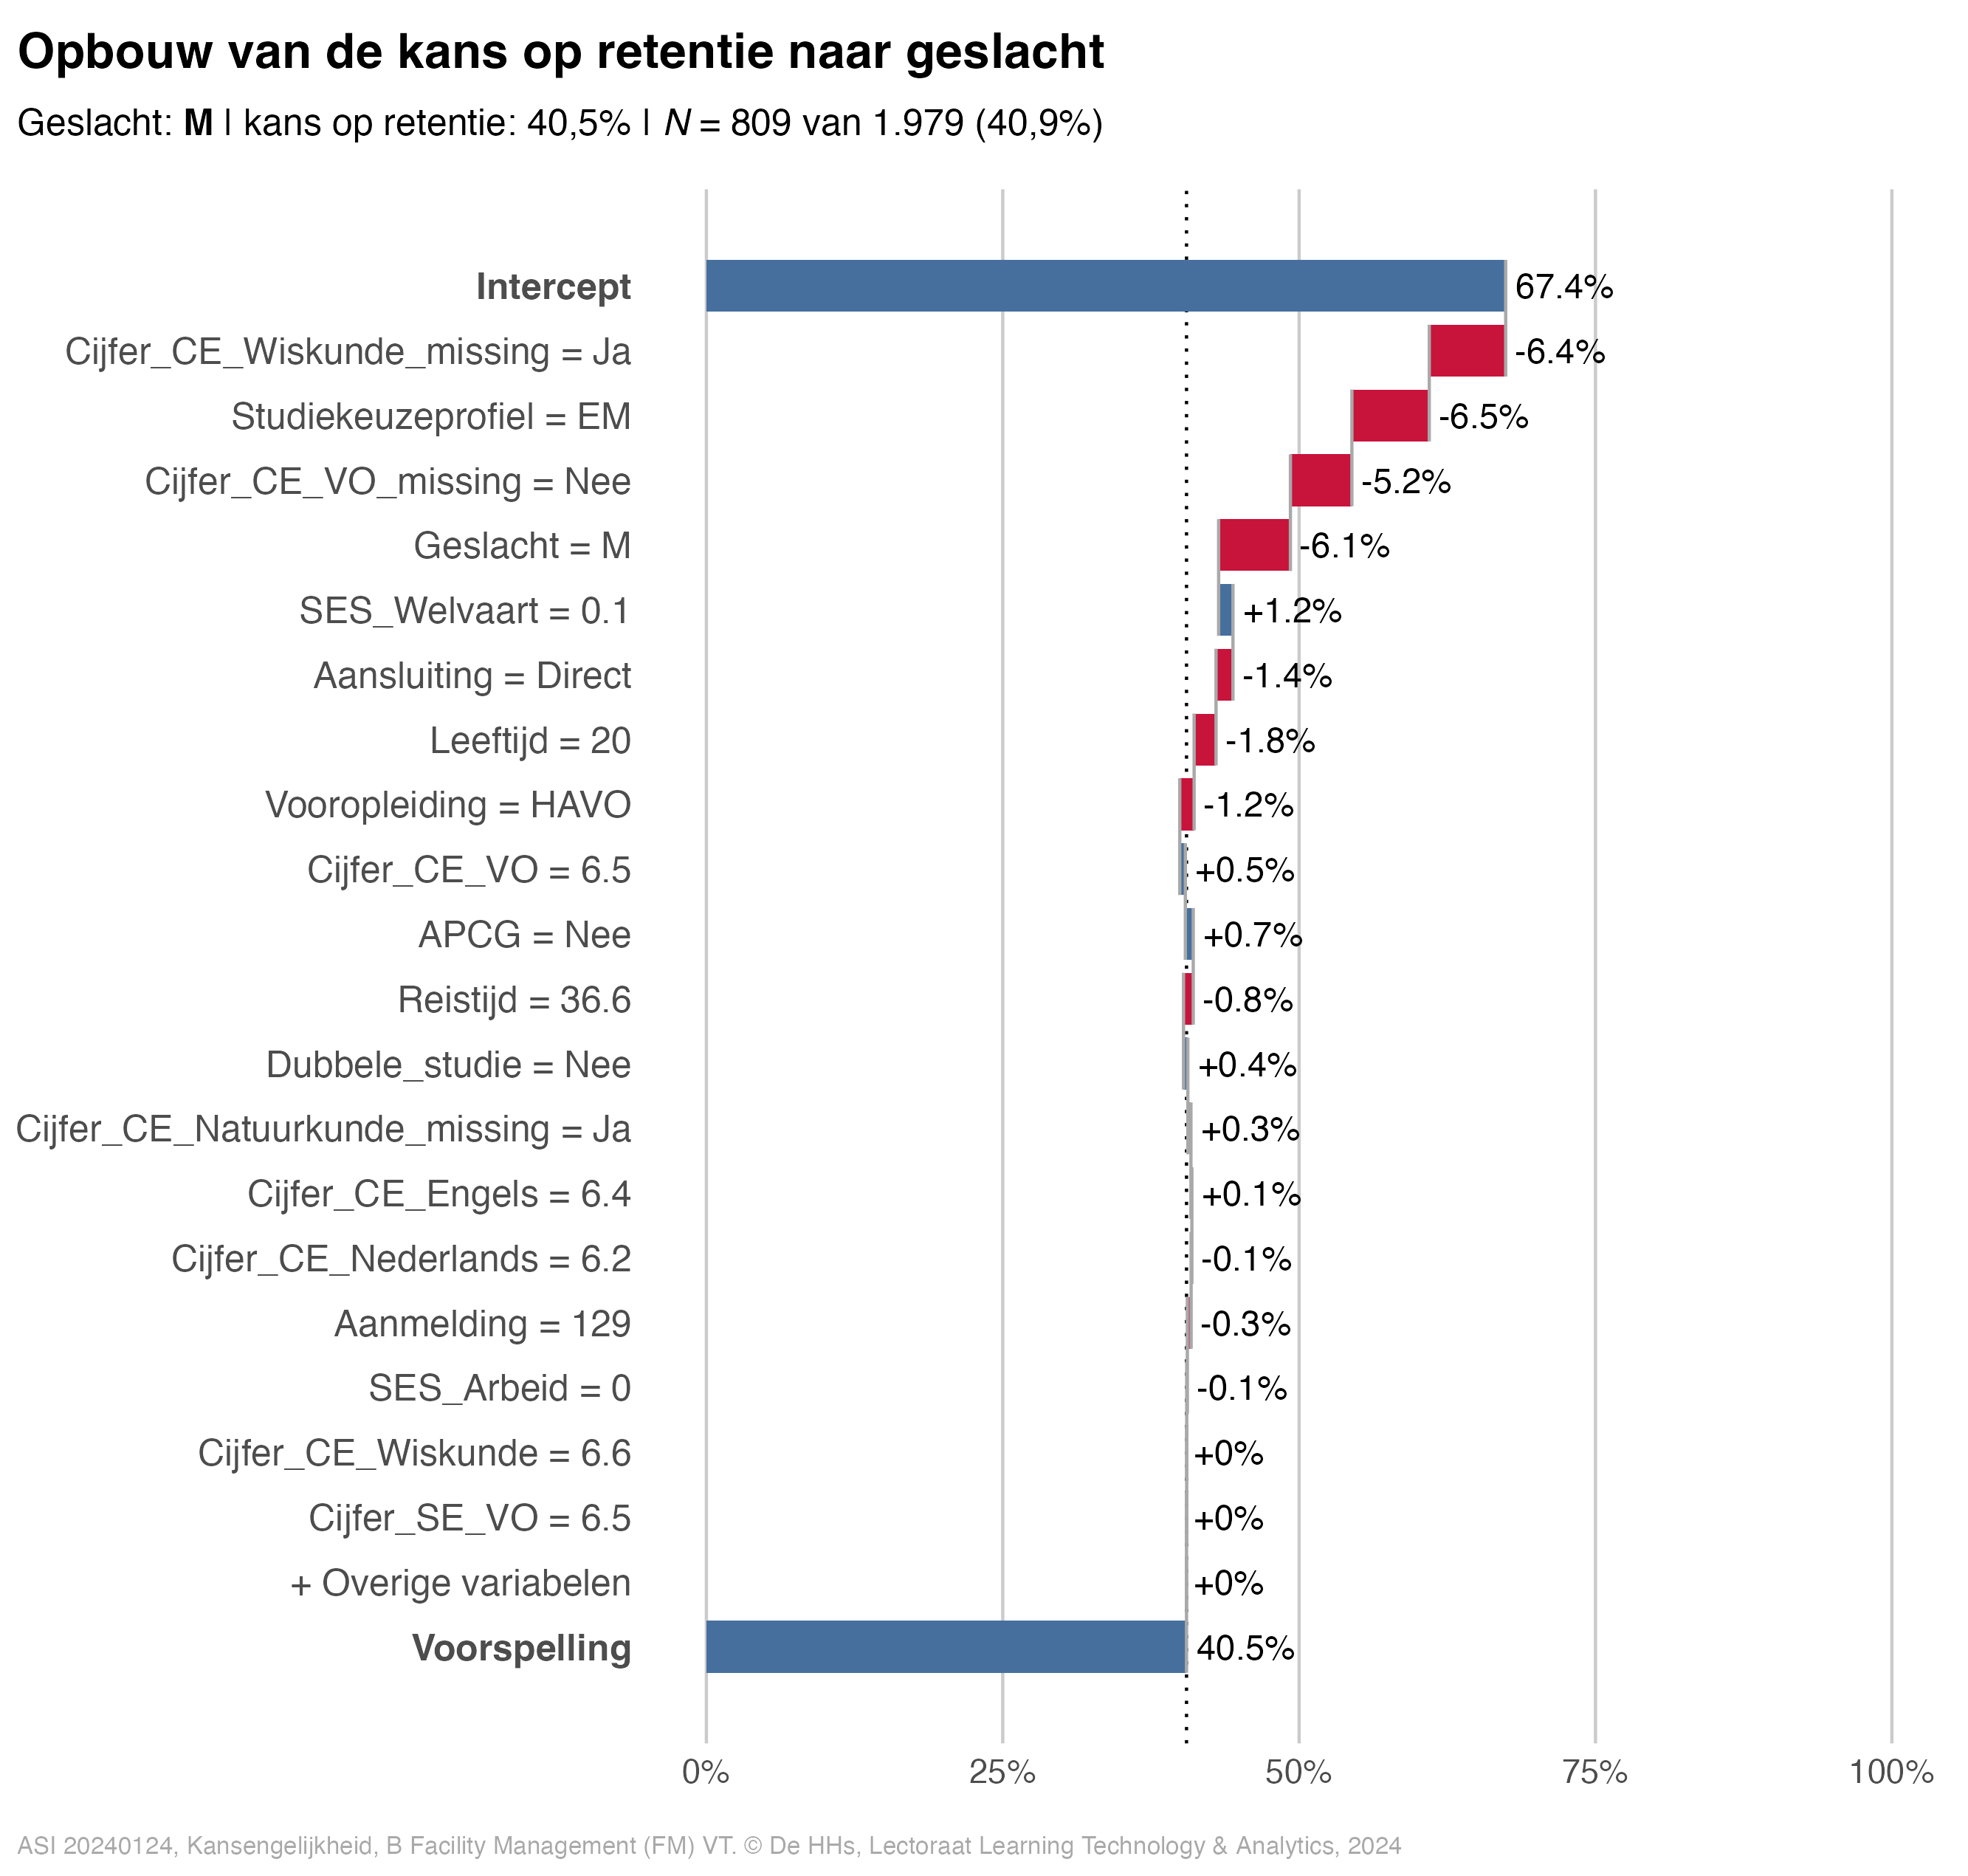 Opbouw van de kans op retentie naar geslacht
Geslacht: M | kans op retentie: 40,5% | N = 809 van 1.979 (40,9%)
Intercept 67.4%
Cijfer_CE_Wiskunde_missing = Ja -6.4%
Studiekeuzeprofiel = EM -6.5%
Cijfer_CE_VO_missing = Nee -5.2%
Geslacht = M -6.1%
SES_Welvaart = 0.1 +1.2%
Aansluiting = Direct -1.4%
Leeftijd = 20 -1.8%
Vooropleiding = HAVO -1.2%
Cijfer_CE_VO = 6.5 +0.5%
APCG = Nee +0.7%
Reistijd = 36.6 -0.8%
Dubbele_studie = Nee +0.4%
Cijfer_CE_Natuurkunde_missing = Ja +0.3%
Cijfer_CE_Engels = 6.4 +0.1%
Cijfer_CE_Nederlands = 6.2 -0.1%
Aanmelding = 129 -0.3%
SES_Arbeid = 0 -0.1%
Cijfer_CE_Wiskunde = 6.6 +0%
Cijfer_SE_VO = 6.5 +0%
+ Overige variabelen +0%
Voorspelling 40.5%
0% 25% 50% 75% 100%
ASI 20240124, Kansengelijkheid, B Facility Management (FM) VT. © De HHs, Lectoraat Learning Technology & Analytics, 2024